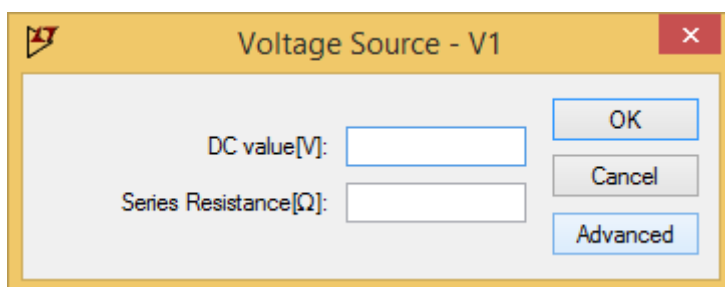 Voltage Source - V1
DC value[V]:
OK
Series Resistance[Ω]:
Cancel
Advanced